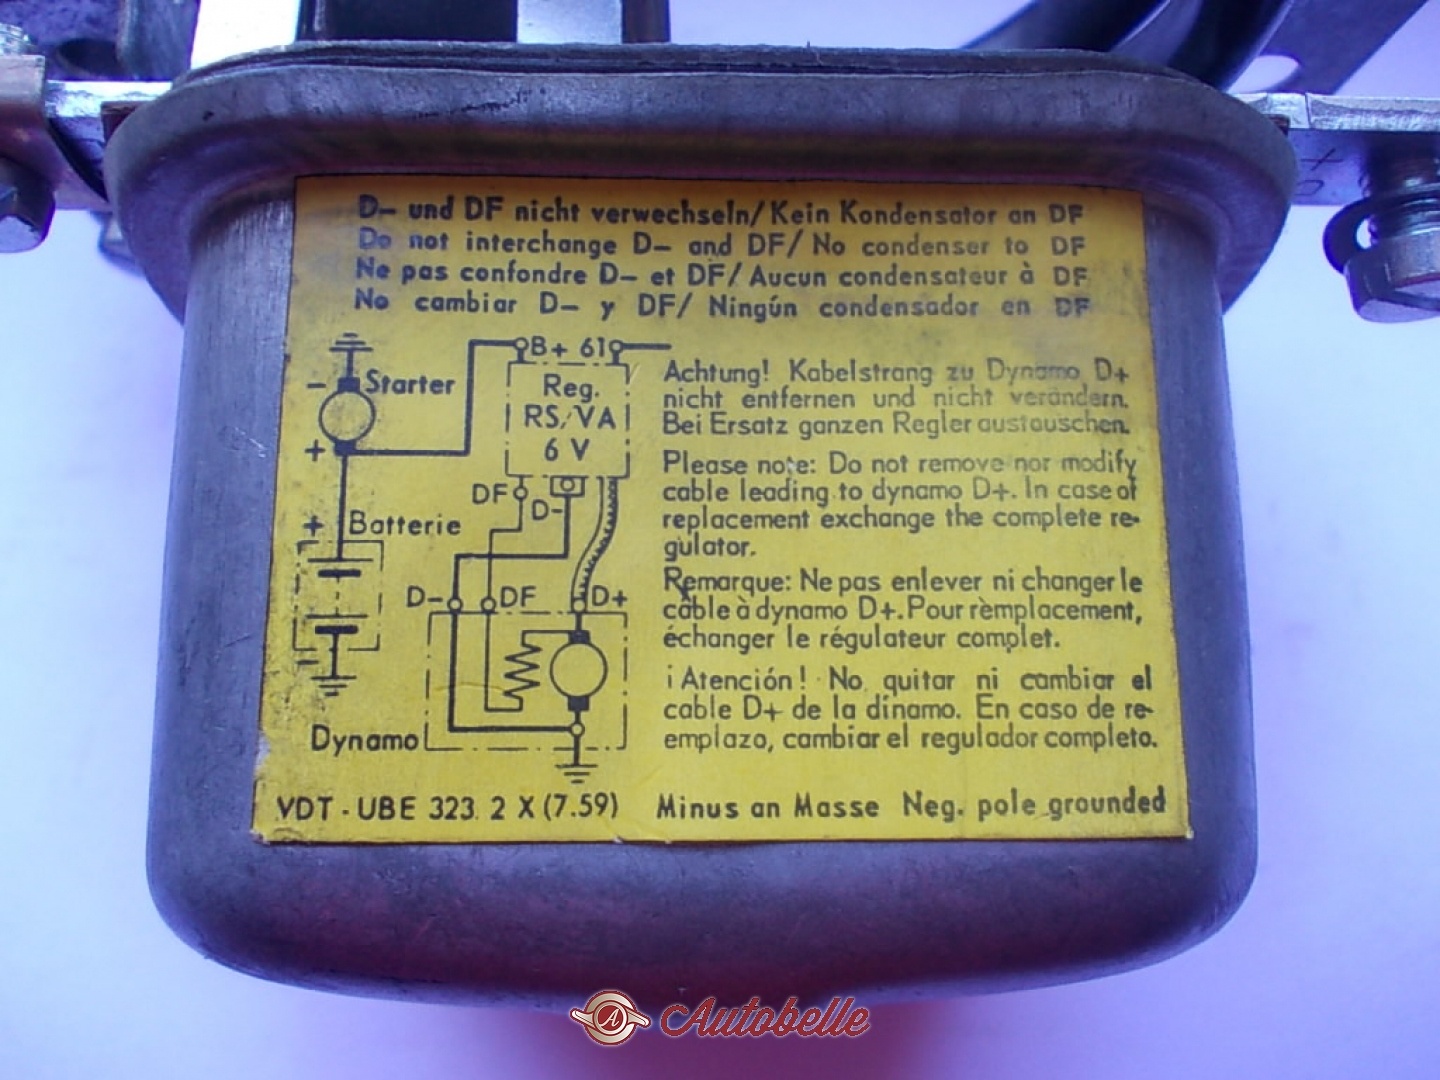 D- und DF nicht verwechseln/Kein Kondensator an DF
Do not interchange D- and DF/No condenser to DF
Ne pas confondre D- et DF/Aucun condensateur à DF
No cambiar D- y DF/ Ningún condensador en DF
B+ 61
- Starter
Reg.
RS/VA
6 V
+
DF
D-
+ Batterie
D- DF D+
-
Dynamo
Achtung! Kabelstrang zu Dynamo D+
nicht entfernen und nicht verändern.
Bei Ersatz ganzen Regler austauschen.
Please note: Do not remove nor modify
cable leading to dynamo D+. In case of
replacement exchange the complete re-
gulator.
Remarque: Ne pas enlever ni changer le
câble à dynamo D+. Pour rèmplacement,
échanger le régulateur complet.
¡Atención! No quitar ni cambiar el
cable D+ de la dínamo. En caso de re-
emplazo, cambiar el regulador completo.
VDT - UBE 323 2 X (7.59) Minus an Masse Neg. pole grounded
A Autobelle